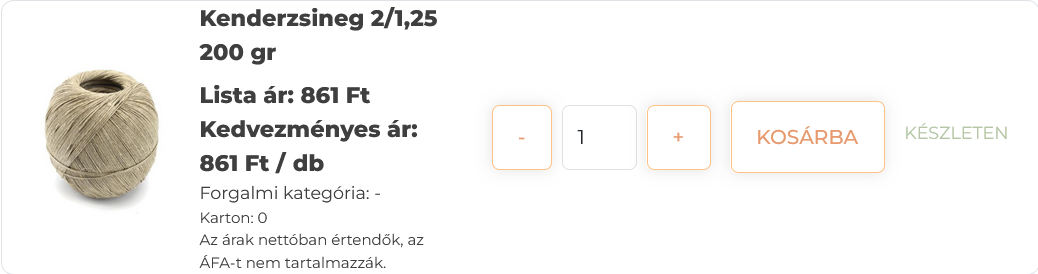 Kenderzsineg 2/1,25
200 gr
Lista ár: 861 Ft
Kedvezményes ár:
861 Ft / db
Forgalmi kategória: -
Karton: 0
Az árak nettóban értendők, az
ÁFA-t nem tartalmazzák.
- 1 + KOSÁRBA KÉSZLETEN